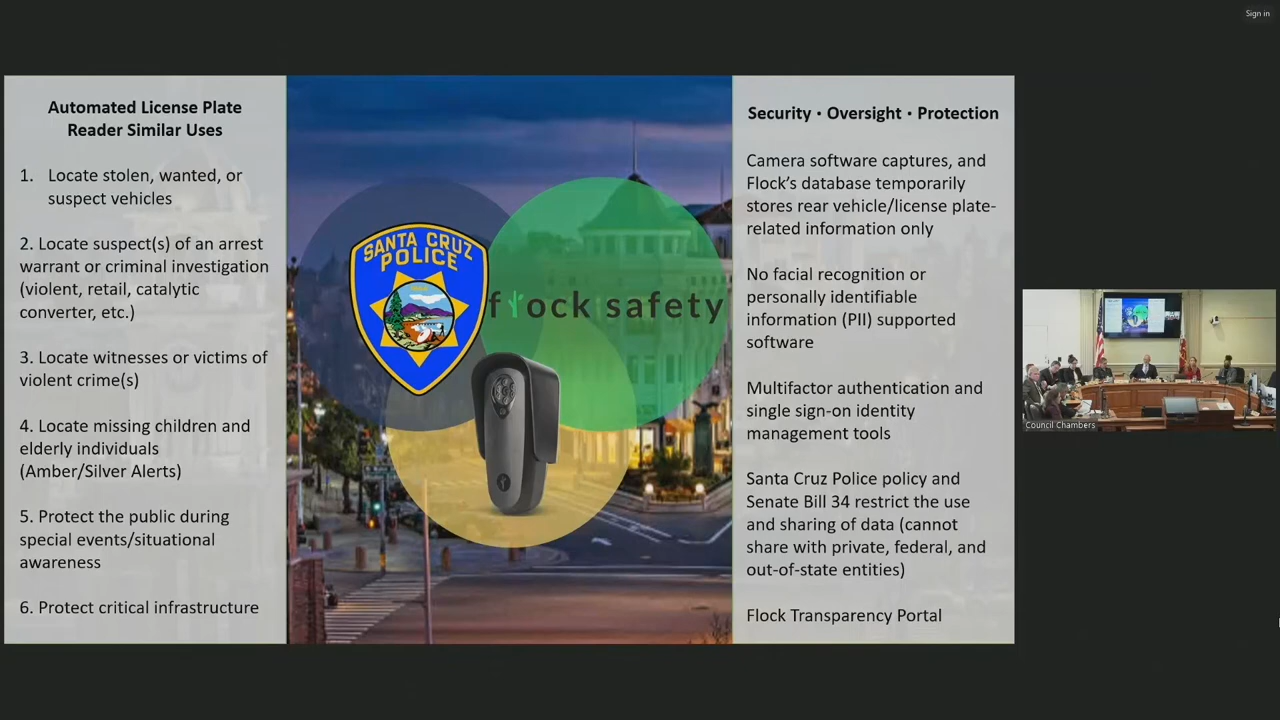 Sign in
Automated License Plate
Reader Similar Uses
1. Locate stolen, wanted, or
suspect vehicles
2. Locate suspect(s) of an arrest
warrant or criminal investigation
(violent, retail, catalytic
converter, etc.)
3. Locate witnesses or victims of
violent crime(s)
4. Locate missing children and
elderly individuals
(Amber/Silver Alerts)
5. Protect the public during
special events/situational
awareness
6. Protect critical infrastructure
SANTA CRUZ
POLICE
flock safety
Security · Oversight · Protection
Camera software captures, and
Flock’s database temporarily
stores rear vehicle/license plate-
related information only
No facial recognition or
personally identifiable
information (PII) supported
software
Multifactor authentication and
single sign-on identity
management tools
Santa Cruz Police policy and
Senate Bill 34 restrict the use
and sharing of data (cannot
share with private, federal, and
out-of-state entities)
Flock Transparency Portal
Council Chambers